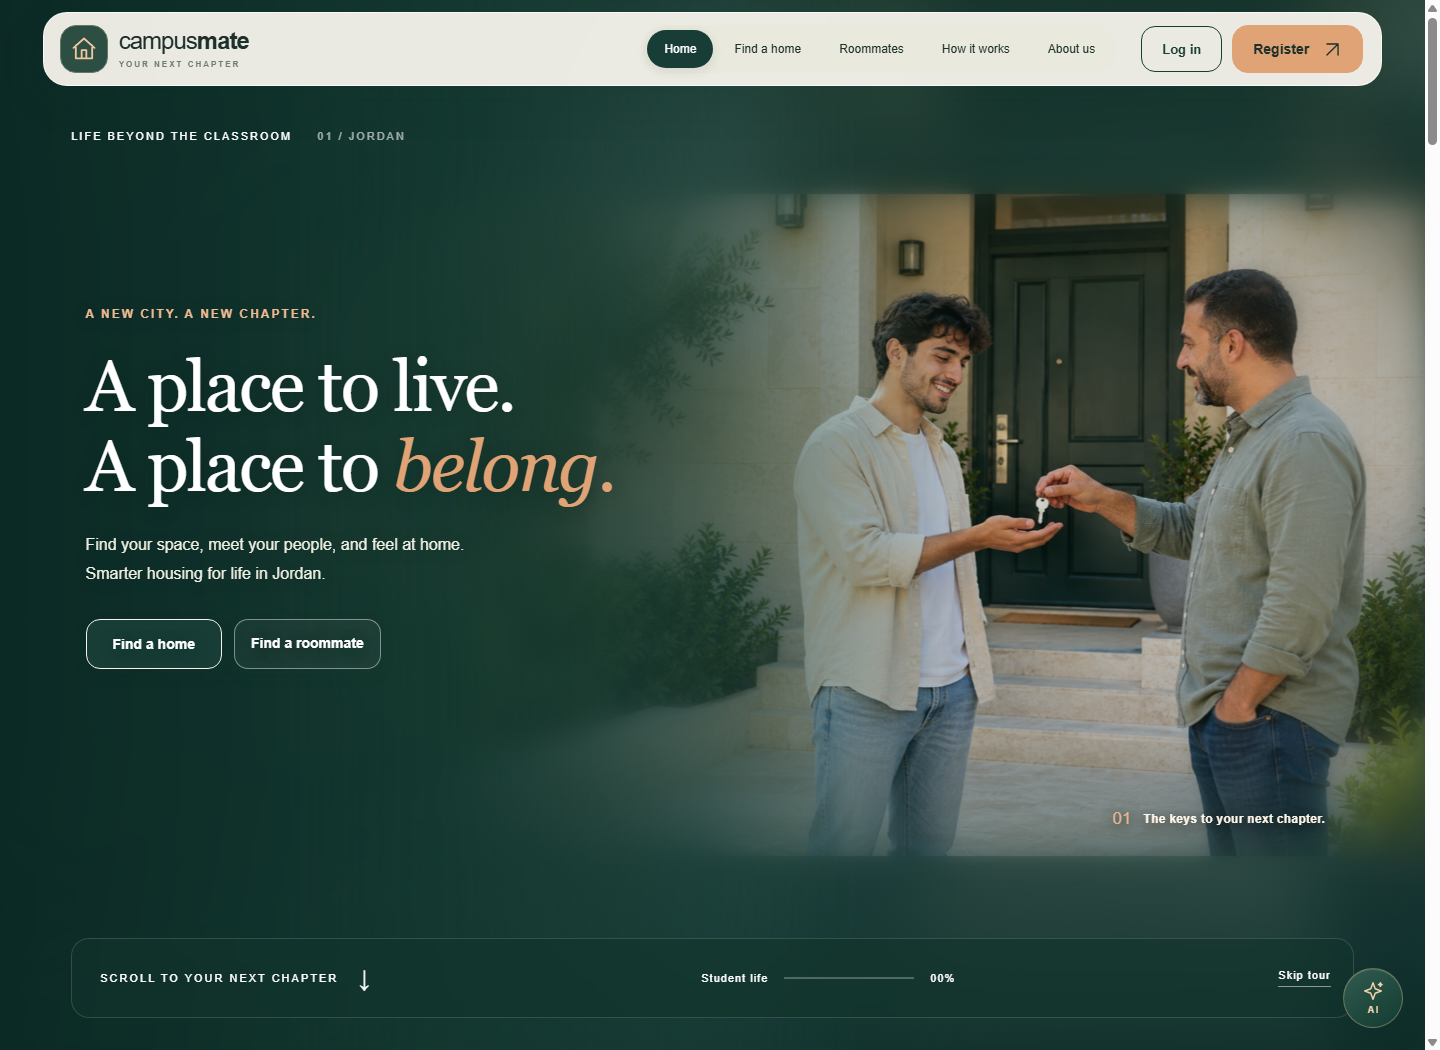 campusmate
YOUR NEXT CHAPTER
Home
Find a home
Roommates
How it works
About us
Log in
Register
LIFE BEYOND THE CLASSROOM
01 / JORDAN
A NEW CITY. A NEW CHAPTER.
A place to live.
A place to belong.
Find your space, meet your people, and feel at home.
Smarter housing for life in Jordan.
Find a home
Find a roommate
01 The keys to your next chapter.
SCROLL TO YOUR NEXT CHAPTER
Student life
00%
Skip tour
AI